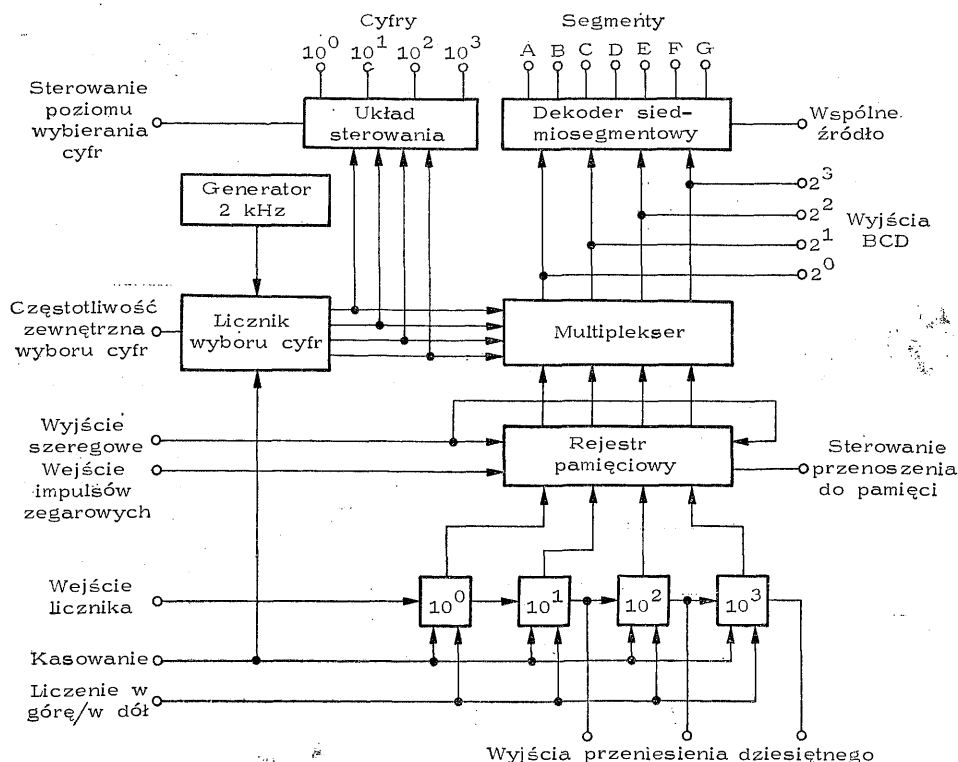 Cyfry
Segmenty
10⁰ 10¹ 10² 10³
A B C D E F G
Sterowanie
poziomu
wybierania
cyfr
Układ
sterowania
Dekoder sied-
miosegmentowy
Wspólne
źródło
Generator
2 kHz
2³
2²
Wyjścia
BCD
2¹
2⁰
Częstotliwość
zewnętrzna
wyboru cyfr
Licznik
wyboru cyfr
Multiplekser
Wyjście
szeregowe
Wejście
impulsów
zegarowych
Rejestr
pamięciowy
Sterowanie
przenoszenia
do pamięci
Wejście
licznika
10⁰ 10¹ 10² 10³
Kasowanie
Liczenie w
górę/w dół
Wyjścia przeniesienia dziesiętnego